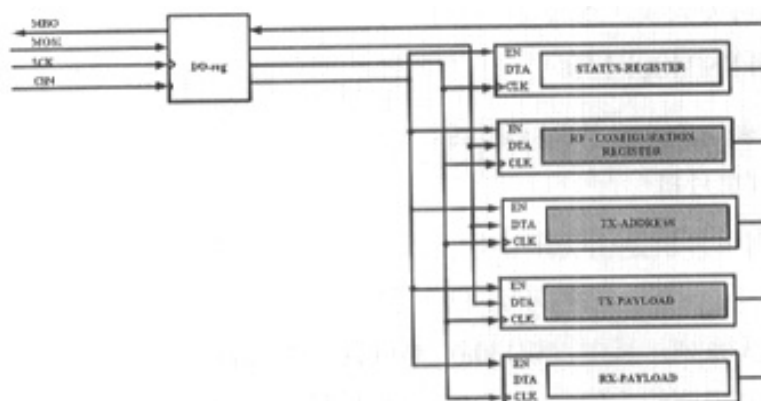 MISO
MOSI
SCK
CSN
I/O-reg
EN
DTA
CLK
STATUS-REGISTER
EN
DTA
CLK
RF - CONFIGURATION
REGISTER
EN
DTA
CLK
TX-ADDRESS
EN
DTA
CLK
TX-PAYLOAD
EN
DTA
CLK
RX-PAYLOAD